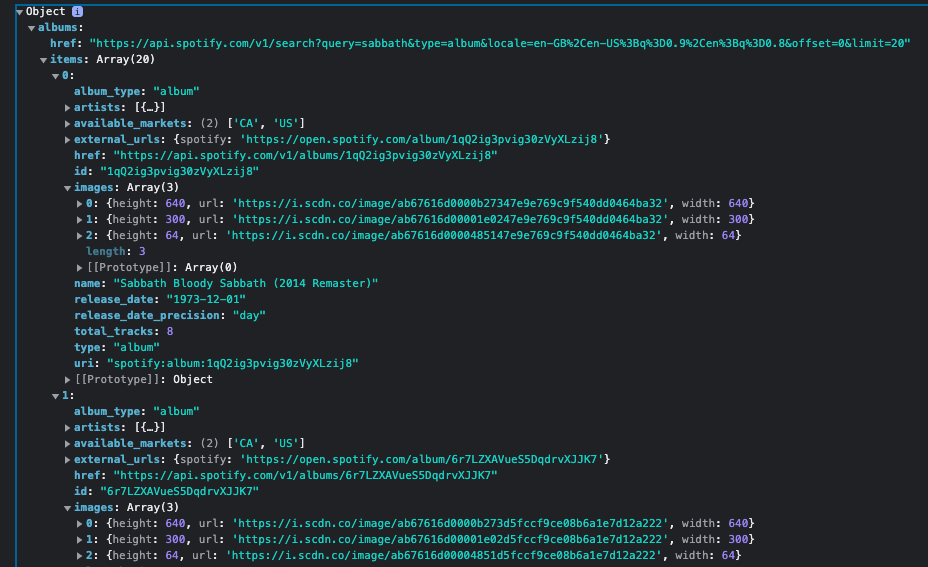 Object i
albums:
href: "https://api.spotify.com/v1/search?query=sabbath&type=album&locale=en-GB%2Cen-US%3Bq%3D0.9%2Cen%3Bq%3D0.8&offset=0&limit=20"
items: Array(20)
0:
album_type: "album"
artists: [{…}]
available_markets: (2) ['CA', 'US']
external_urls: {spotify: 'https://open.spotify.com/album/1qQ2ig3pvig30zVyXLzij8'}
href: "https://api.spotify.com/v1/albums/1qQ2ig3pvig30zVyXLzij8"
id: "1qQ2ig3pvig30zVyXLzij8"
images: Array(3)
0: {height: 640, url: 'https://i.scdn.co/image/ab67616d0000b27347e9e769c9f540dd0464ba32', width: 640}
1: {height: 300, url: 'https://i.scdn.co/image/ab67616d00001e0247e9e769c9f540dd0464ba32', width: 300}
2: {height: 64, url: 'https://i.scdn.co/image/ab67616d0000485147e9e769c9f540dd0464ba32', width: 64}
length: 3
[[Prototype]]: Array(0)
name: "Sabbath Bloody Sabbath (2014 Remaster)"
release_date: "1973-12-01"
release_date_precision: "day"
total_tracks: 8
type: "album"
uri: "spotify:album:1qQ2ig3pvig30zVyXLzij8"
[[Prototype]]: Object
1:
album_type: "album"
artists: [{…}]
available_markets: (2) ['CA', 'US']
external_urls: {spotify: 'https://open.spotify.com/album/6r7LZXAVueS5DqdrvXJJK7'}
href: "https://api.spotify.com/v1/albums/6r7LZXAVueS5DqdrvXJJK7"
id: "6r7LZXAVueS5DqdrvXJJK7"
images: Array(3)
0: {height: 640, url: 'https://i.scdn.co/image/ab67616d0000b273d5fccf9ce08b6a1e7d12a222', width: 640}
1: {height: 300, url: 'https://i.scdn.co/image/ab67616d00001e02d5fccf9ce08b6a1e7d12a222', width: 300}
2: {height: 64, url: 'https://i.scdn.co/image/ab67616d00004851d5fccf9ce08b6a1e7d12a222', width: 64}